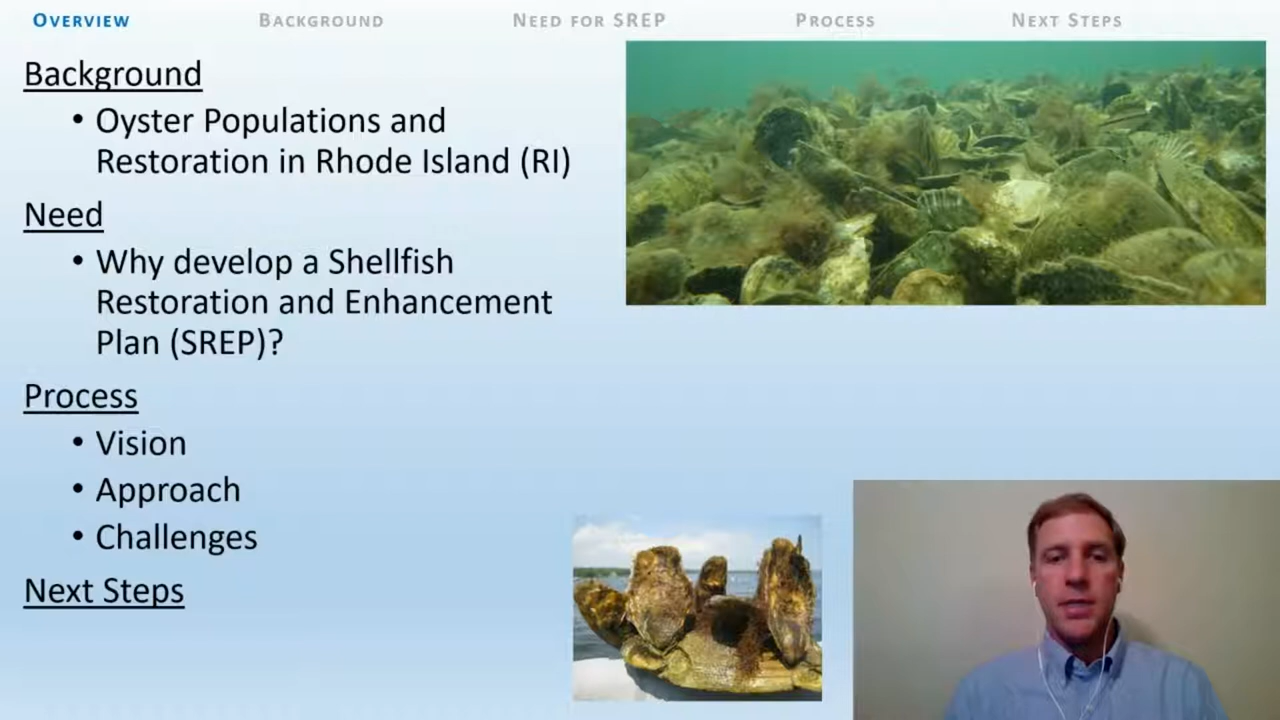 OVERVIEW
BACKGROUND
NEED FOR SREP
PROCESS
NEXT STEPS
Background
• Oyster Populations and
Restoration in Rhode Island (RI)
Need
• Why develop a Shellfish
Restoration and Enhancement
Plan (SREP)?
Process
• Vision
• Approach
• Challenges
Next Steps